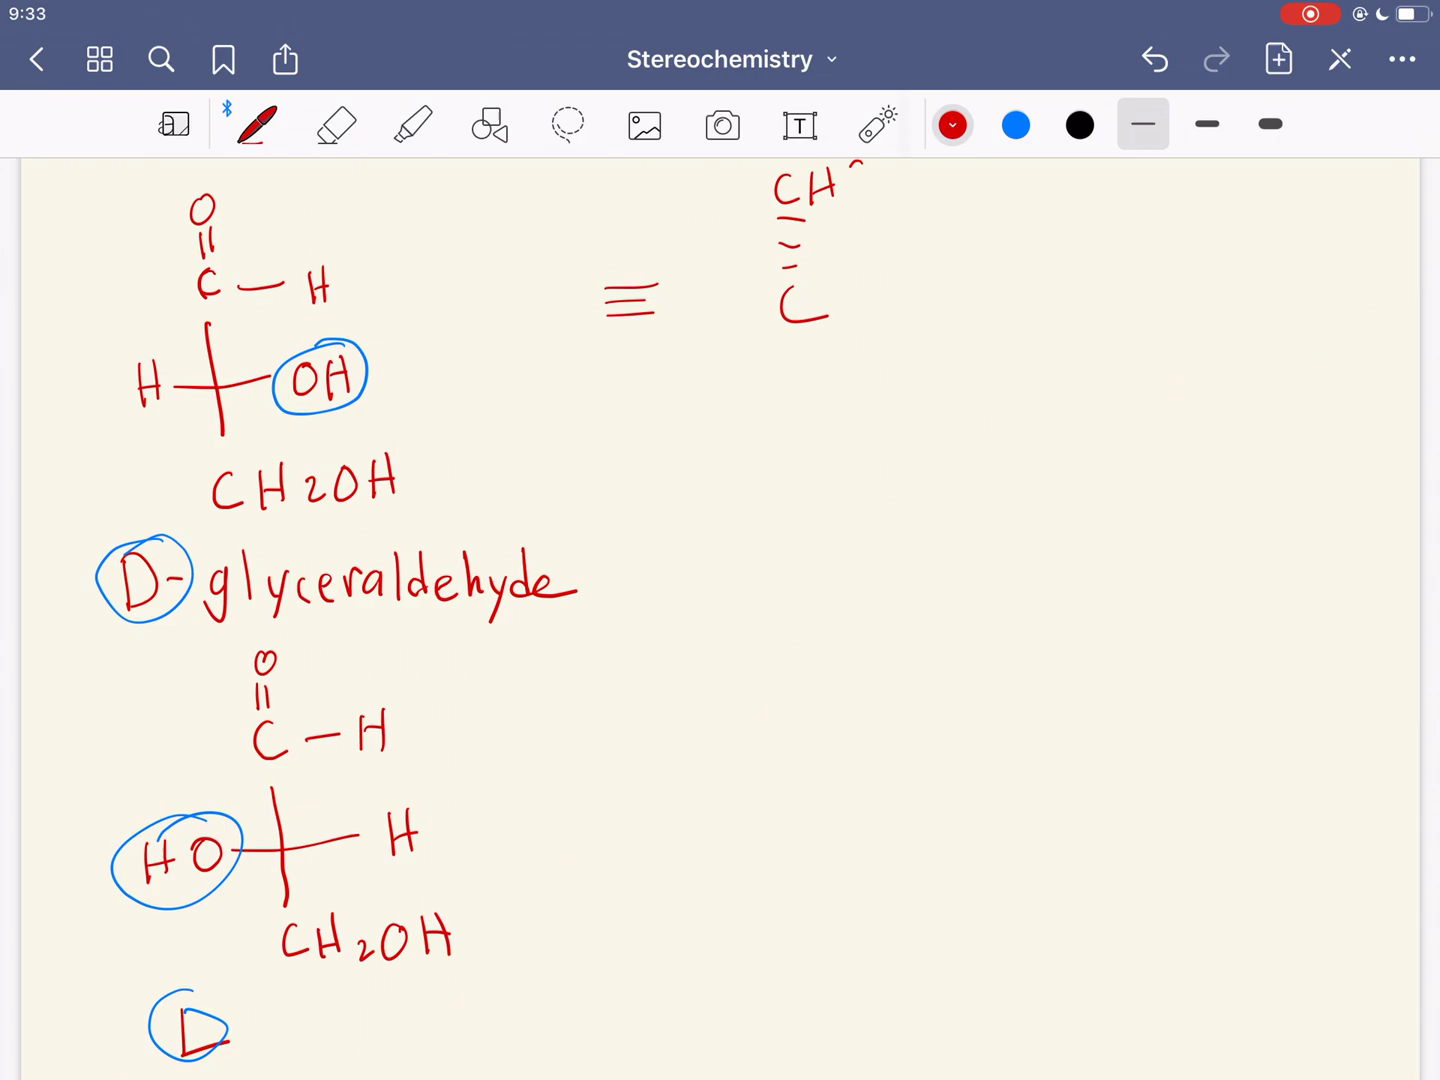 9:33
Stereochemistry
a
T
O
C H
H OH
CH2OH
D- glyceraldehyde
CH
C
O
C - H
HO H
CH2OH
L